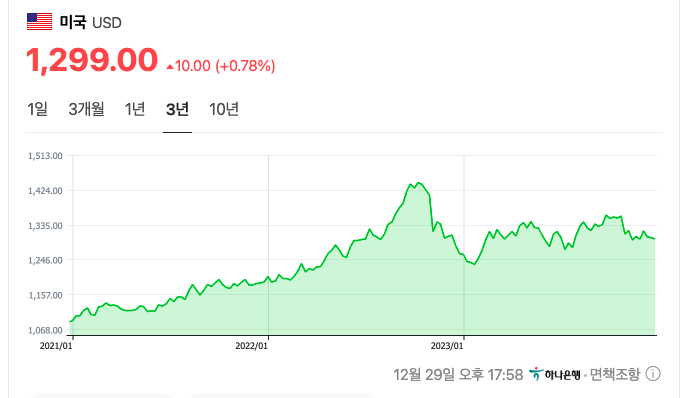 미국 USD
1,299.00 ▲10.00 (+0.78%)
1일 3개월 1년 3년 10년
1,513.00
1,424.00
1,335.00
1,246.00
1,157.00
1,068.00
2021/01 2022/01 2023/01
12월 29일 오후 17:58 하나은행 · 면책조항 ⓘ